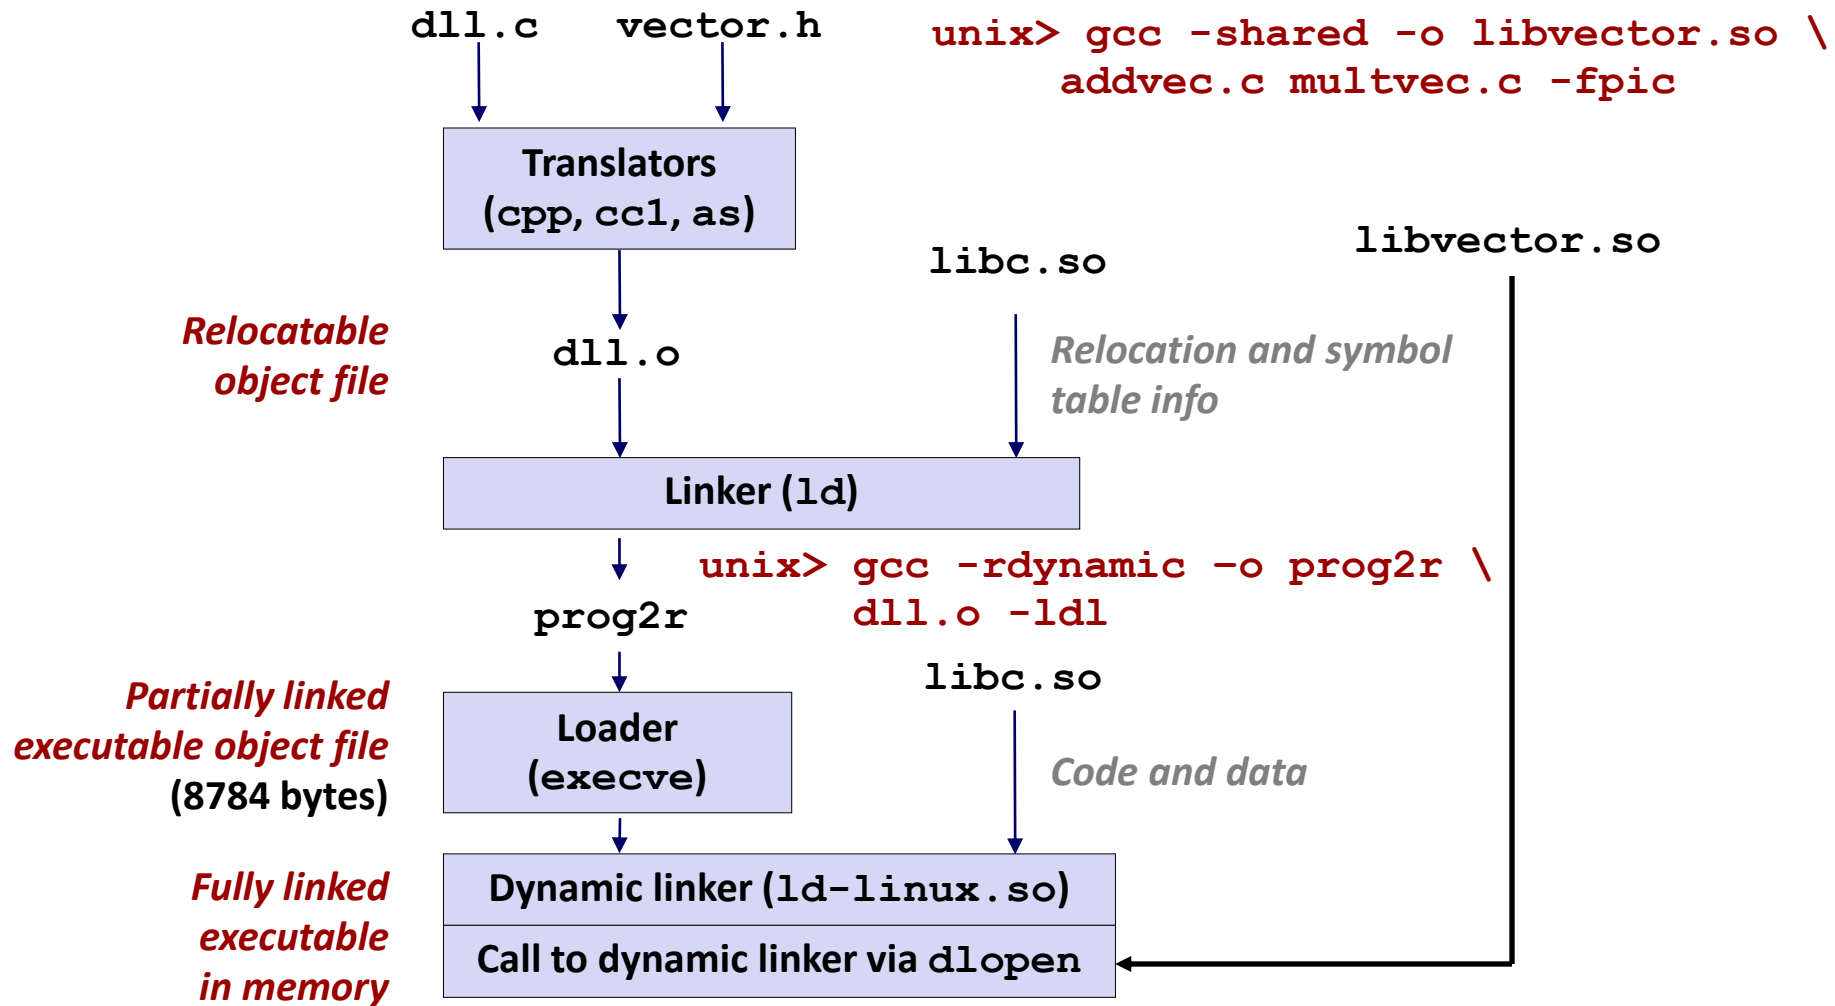 dll.c vector.h
unix> gcc -shared -o libvector.so \
addvec.c multvec.c -fpic
Translators
(cpp, cc1, as)
libc.so
libvector.so
Relocatable
object file
dll.o
Relocation and symbol
table info
Linker (ld)
unix> gcc -rdynamic –o prog2r \
dll.o -ldl
prog2r
libc.so
Partially linked
executable object file
(8784 bytes)
Loader
(execve)
Code and data
Fully linked
executable
in memory
Dynamic linker (ld-linux.so)
Call to dynamic linker via dlopen